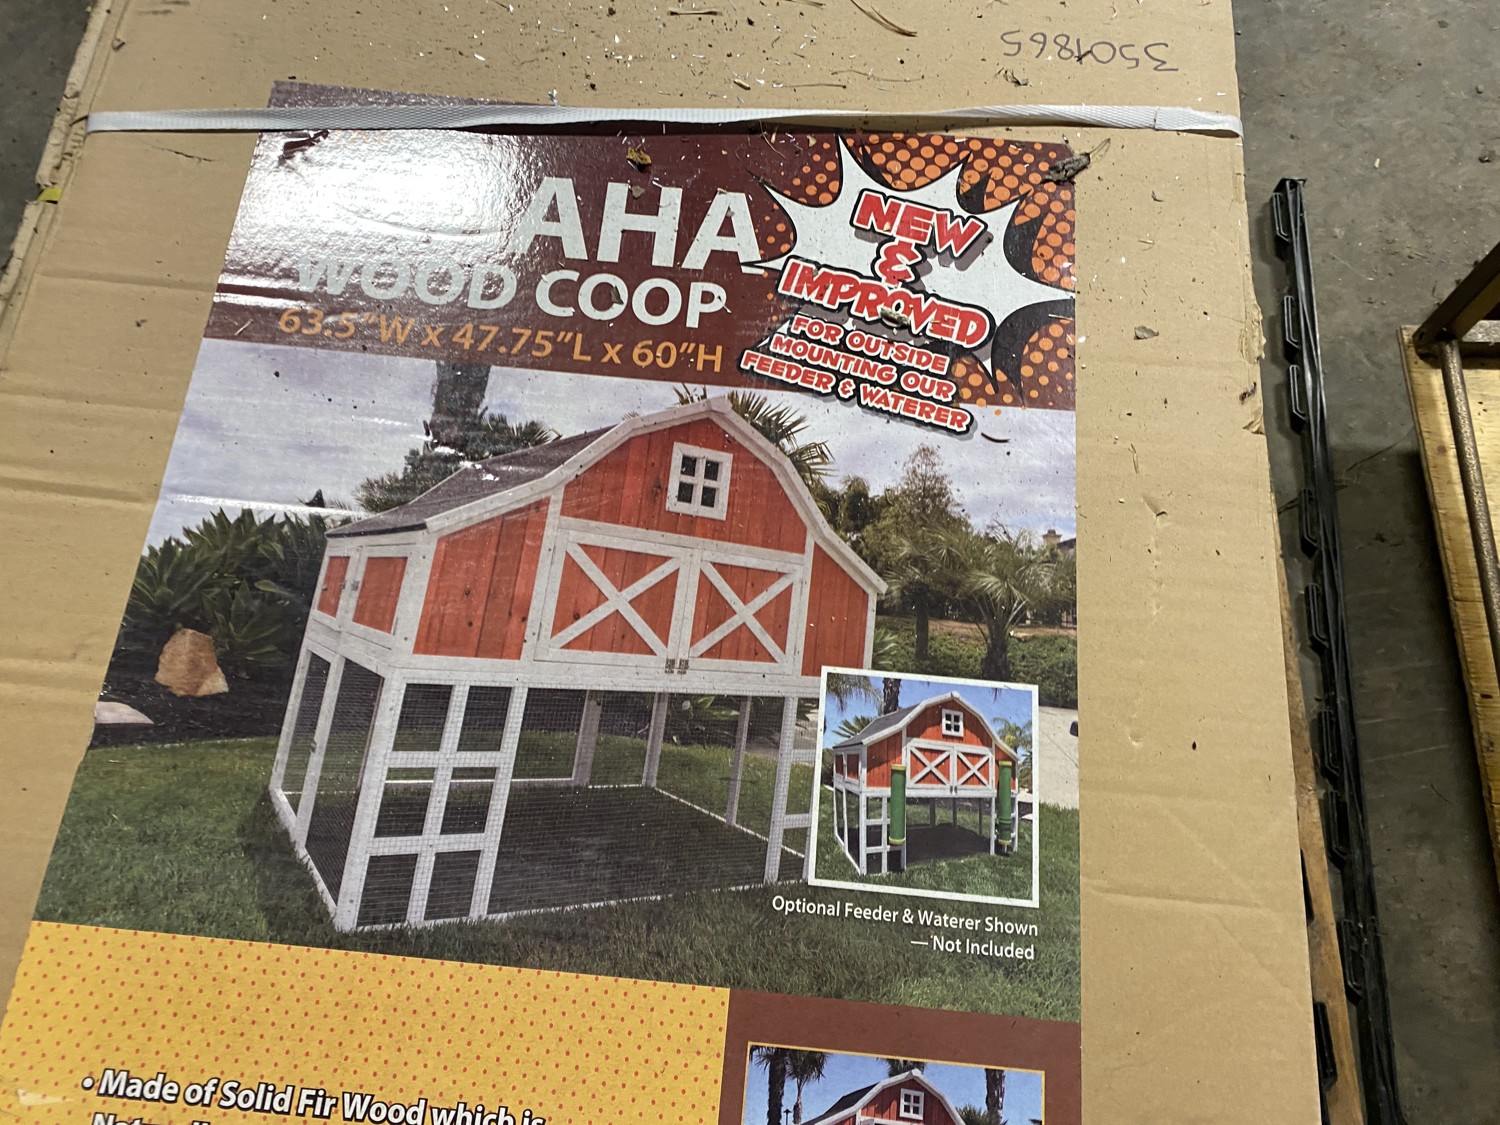 3501865
AHA
WOOD COOP
63.5"W x 47.75"L x 60"H
NEW
&
IMPROVED
FOR OUTSIDE
MOUNTING OUR
FEEDER & WATERER
Optional Feeder & Waterer Shown
— Not Included
• Made of Solid Fir Wood which is